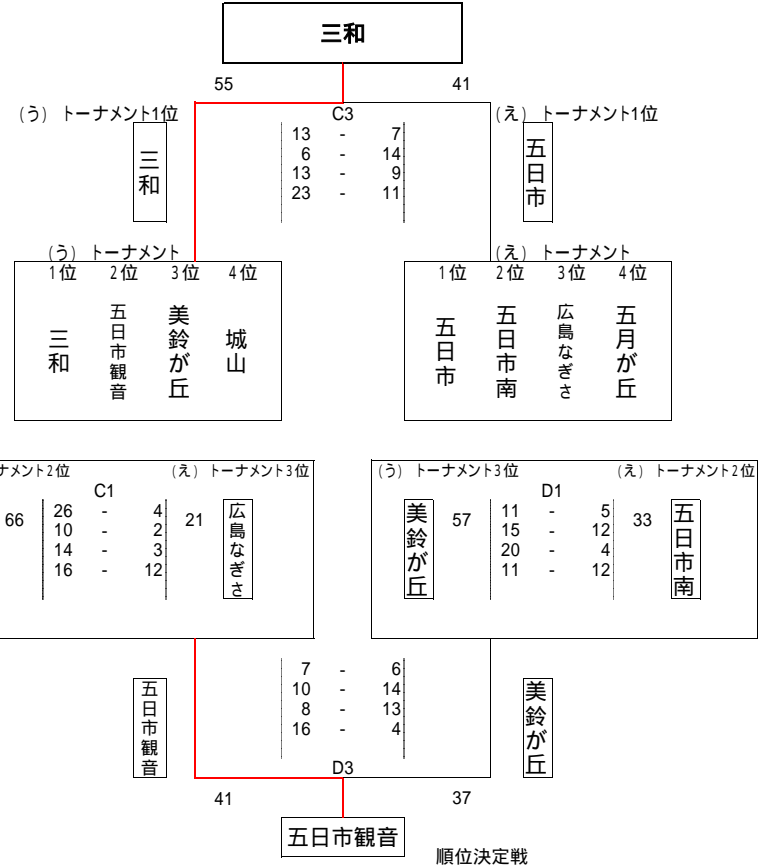 三和
55 41
(う) トーナメント1位 C3 (え) トーナメント1位
三和
13 - 7
6 - 14
13 - 9
23 - 11
五日市
(う) トーナメント
1位 2位 3位 4位
三和 五日市観音 美鈴が丘 城山
(え) トーナメント
1位 2位 3位 4位
五日市 五日市南 広島なぎさ 五月が丘
ナメント2位 (え) トーナメント3位
C1
66
26 - 4
10 - 2
14 - 3
16 - 12
21
広島なぎさ
(う) トーナメント3位 (え) トーナメント2位
D1
美鈴が丘
57
11 - 5
15 - 12
20 - 4
11 - 12
33
五日市南
五日市観音
7 - 6
10 - 14
8 - 13
16 - 4
美鈴が丘
D3
41 37
五日市観音
順位決定戦